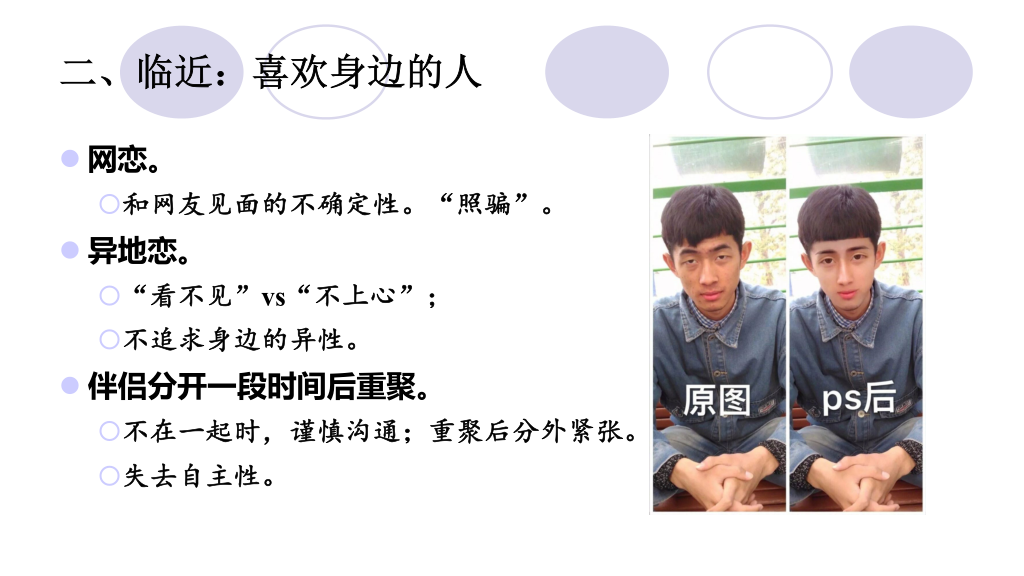 二、临近：喜欢身边的人
网恋。
和网友见面的不确定性。“照骗”。
异地恋。
“看不见”vs“不上心”；
不追求身边的异性。
伴侣分开一段时间后重聚。
不在一起时，谨慎沟通；重聚后分外紧张。
失去自主性。
原图
ps后